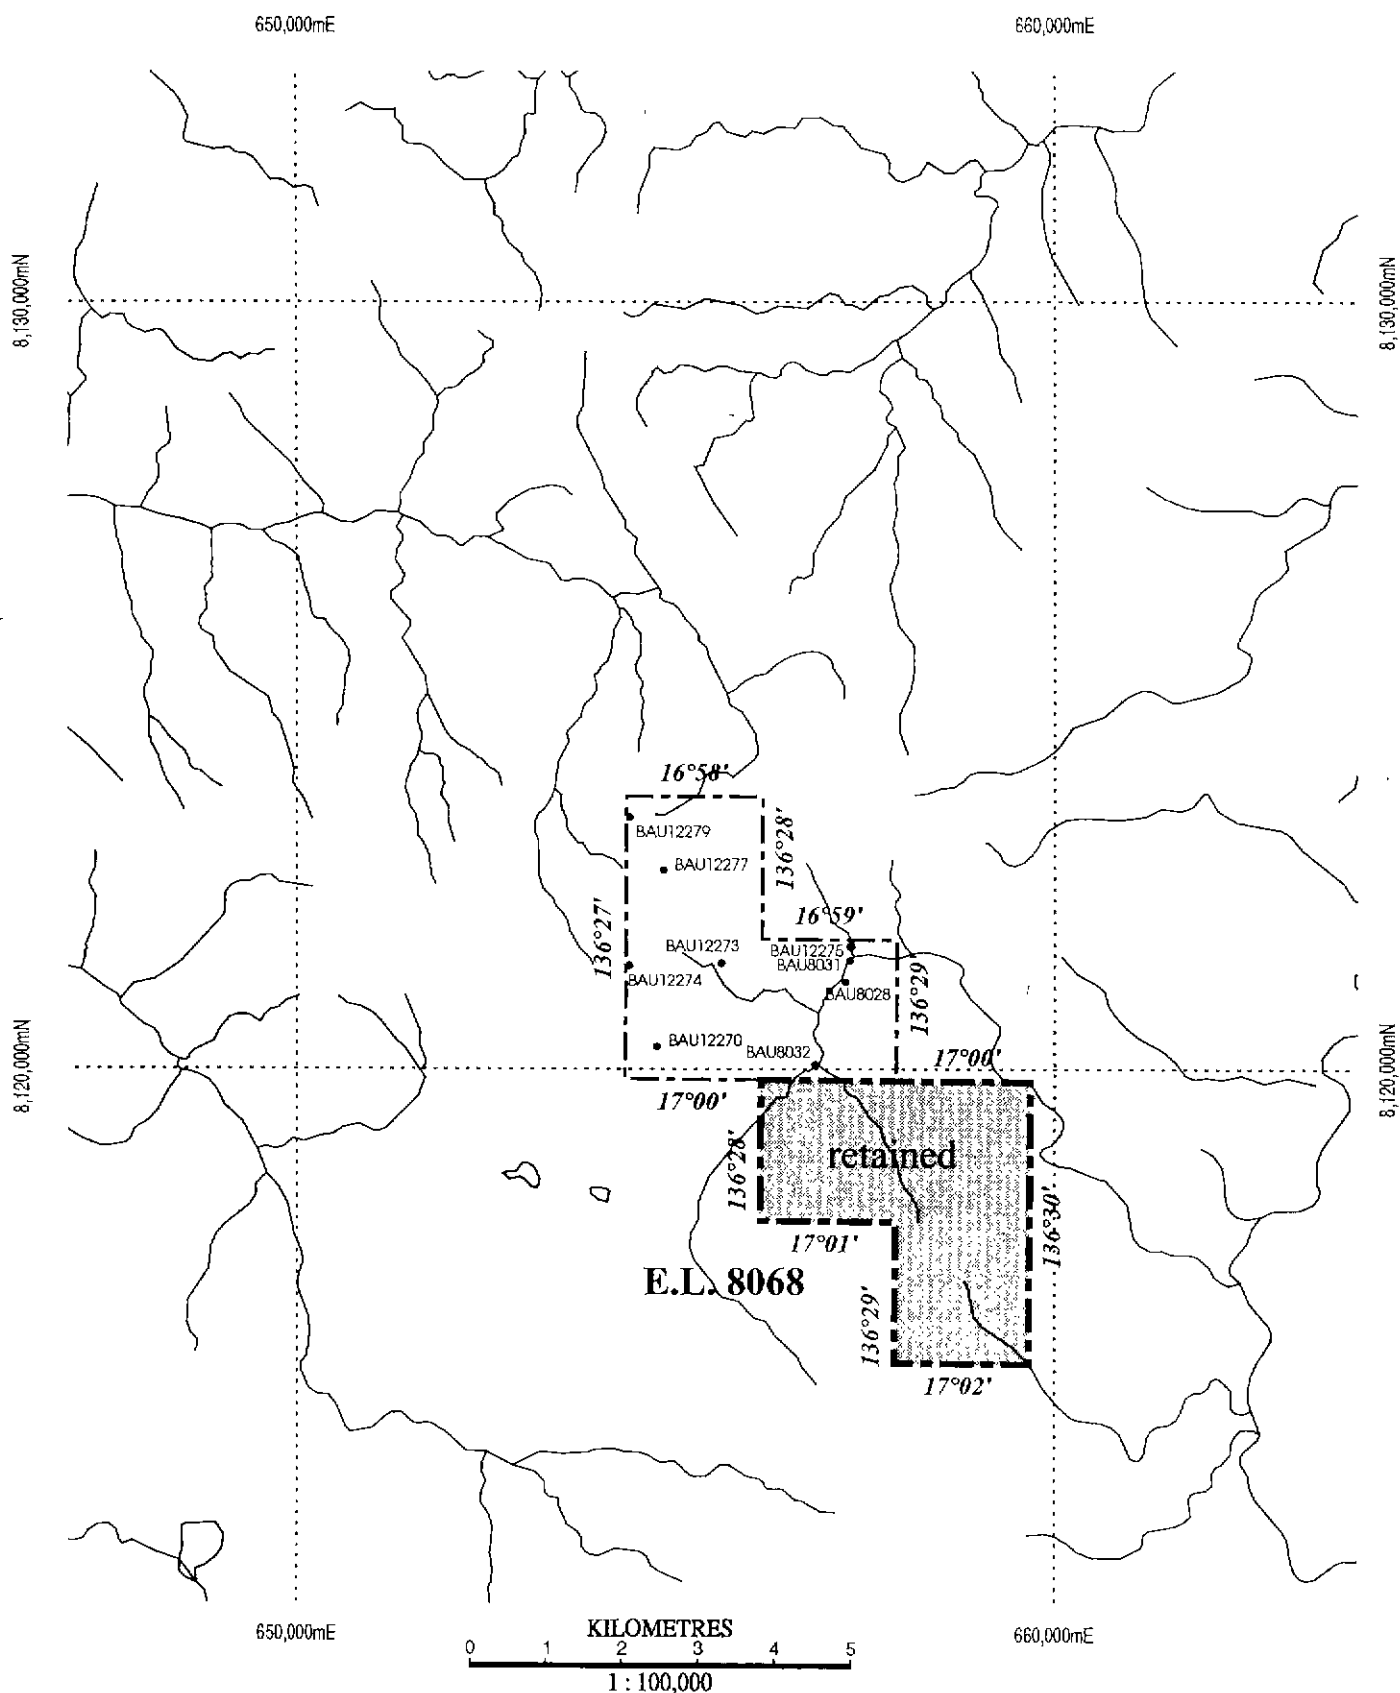 650,000mE
660,000mE
8,130,000mN
8,130,000mN
16°58'
BAU12279
136°28'
BAU12277
136°27'
16°59'
BAU12273
BAU12275
BAU8031
BAU12274
BAU8028
136°29'
BAU12270
BAU8032
17°00'
8,120,000mN
8,120,000mN
17°00'
136°28'
retained
136°30'
17°01'
E.L. 8068
136°29'
17°02'
650,000mE
660,000mE
KILOMETRES
0 1 2 3 4 5
1 : 100,000